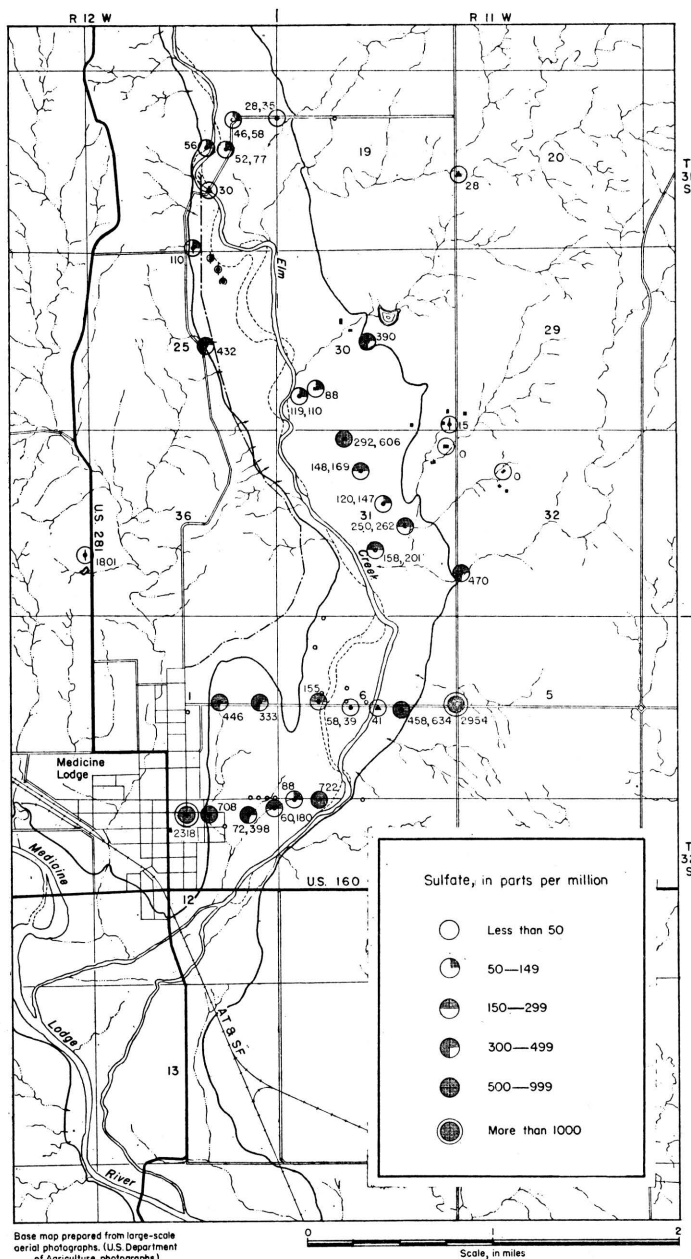 R 12 W
R 11 W
28,35
46,58
56
52,77
19
20
T
31
S
28
30
110
Elm
29
30
390
25
432
88
119,110
15
292,606
0
148,169
0
120,147
36
31
32
250,262
U.S. 281
158,201
Creek
1801
470
1
155
6
5
446
333
58,39
41
458,634
2954
Medicine
Lodge
88
722
708
2318
72,398
60,180
Medicine
T
32
S
U.S. 160
12
Sulfate, in parts per million
Less than 50
50—149
150—299
300—499
500—999
More than 1000
Lodge
AT & SF
13
River
Base map prepared from large-scale
aerial photographs. (U.S. Department
of Agriculture photographs)
0
1
2
Scale, in miles